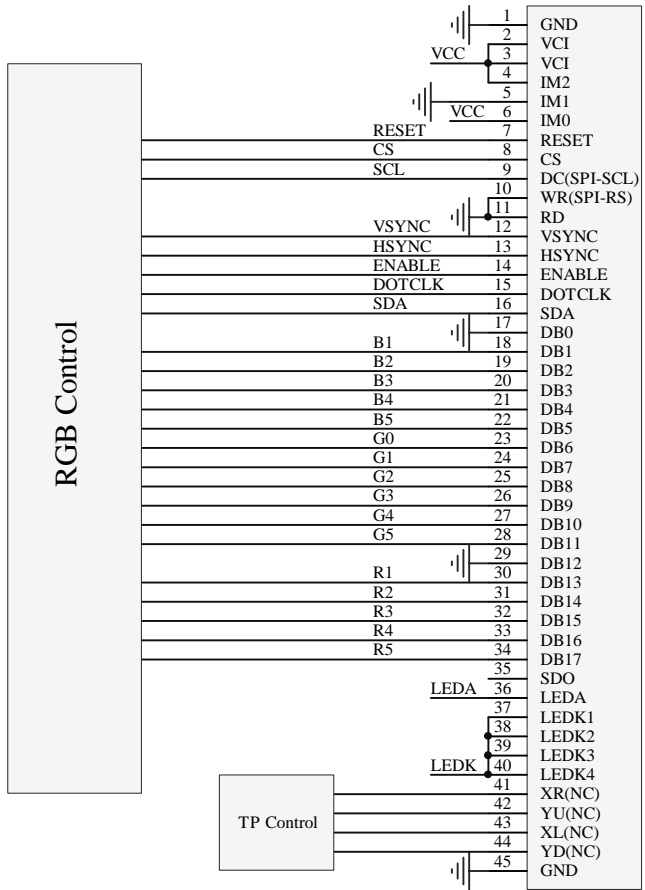 RGB Control
TP Control
1 GND
2 VCI
VCC 3 VCI
4 IM2
5 IM1
VCC 6 IM0
RESET 7 RESET
CS 8 CS
SCL 9 DC(SPI-SCL)
10 WR(SPI-RS)
11 RD
VSYNC 12 VSYNC
HSYNC 13 HSYNC
ENABLE 14 ENABLE
DOTCLK 15 DOTCLK
SDA 16 SDA
17 DB0
B1 18 DB1
B2 19 DB2
B3 20 DB3
B4 21 DB4
B5 22 DB5
G0 23 DB6
G1 24 DB7
G2 25 DB8
G3 26 DB9
G4 27 DB10
G5 28 DB11
29 DB12
R1 30 DB13
R2 31 DB14
R3 32 DB15
R4 33 DB16
R5 34 DB17
35 SDO
LEDA 36 LEDA
37 LEDK1
38 LEDK2
39 LEDK3
LEDK 40 LEDK4
41 XR(NC)
42 YU(NC)
43 XL(NC)
44 YD(NC)
45 GND